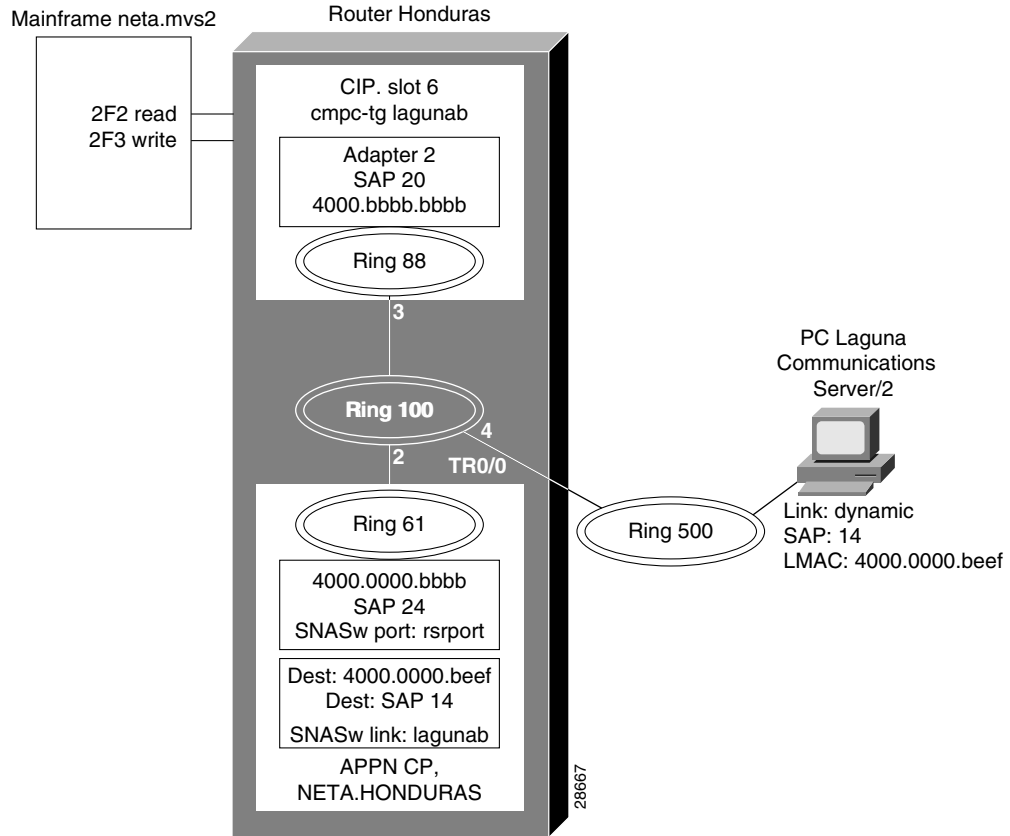 Mainframe neta.mvs2
Router Honduras
2F2 read
2F3 write
CIP. slot 6
cmpc-tg lagunab
Adapter 2
SAP 20
4000.bbbb.bbbb
Ring 88
3
Ring 100
4
2
TR0/0
PC Laguna
Communications
Server/2
Link: dynamic
SAP: 14
LMAC: 4000.0000.beef
Ring 500
Ring 61
4000.0000.bbbb
SAP 24
SNASw port: rsrport
Dest: 4000.0000.beef
Dest: SAP 14
SNASw link: lagunab
APPN CP,
NETA.HONDURAS
28667